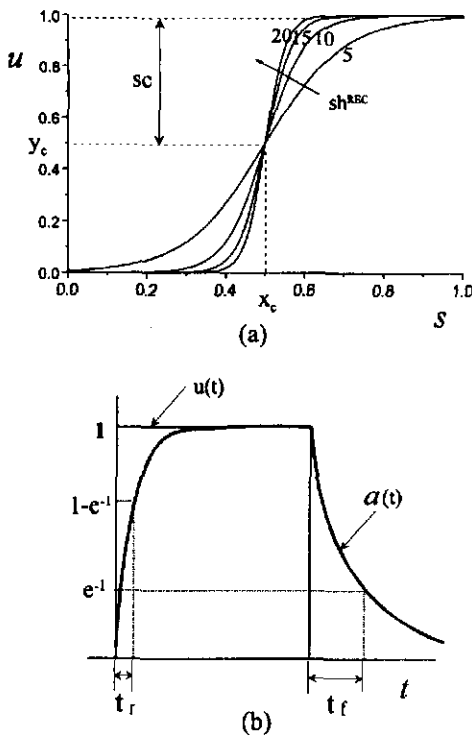 1.0
u
0.8
0.6
y_c
0.4
0.2
0.0
sc
20 15 10
5
sh^REC
0.0 0.2 0.4 0.6 0.8 1.0
x_c
s
(a)
u(t)
1
1-e^-1
a(t)
e^-1
t_r
t_f
t
(b)